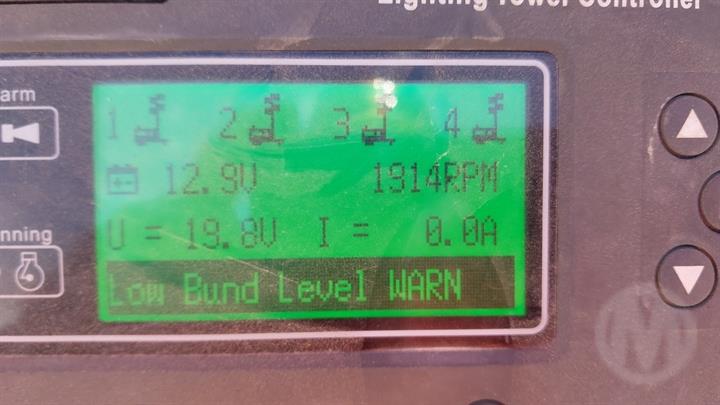 Lighting Tower Controller
arm
1 2 3 4
12.9V 1914RPM
U = 19.8V I = 0.0A
nning
Low Bund Level WARN
M